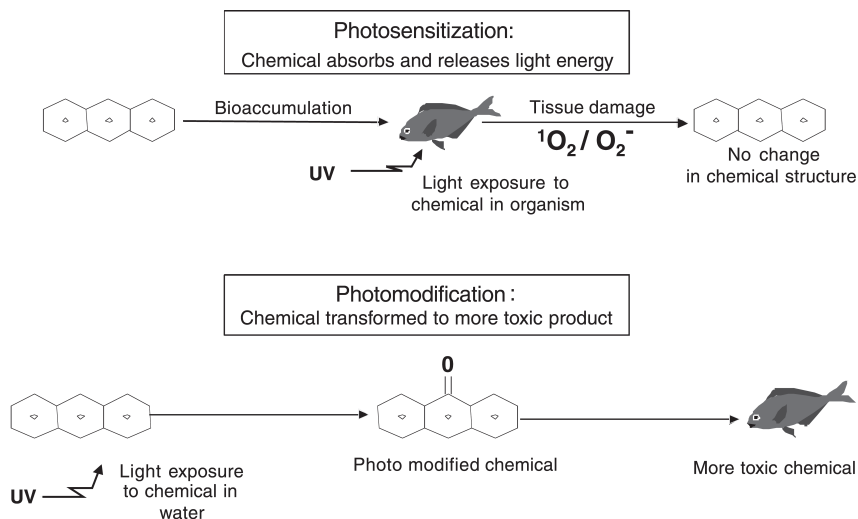 Photosensitization:
Chemical absorbs and releases light energy
Bioaccumulation
Tissue damage
¹O₂ / O₂⁻
UV
Light exposure to
chemical in organism
No change
in chemical structure
Photomodification :
Chemical transformed to more toxic product
O
UV
Light exposure
to chemical in
water
Photo modified chemical
More toxic chemical